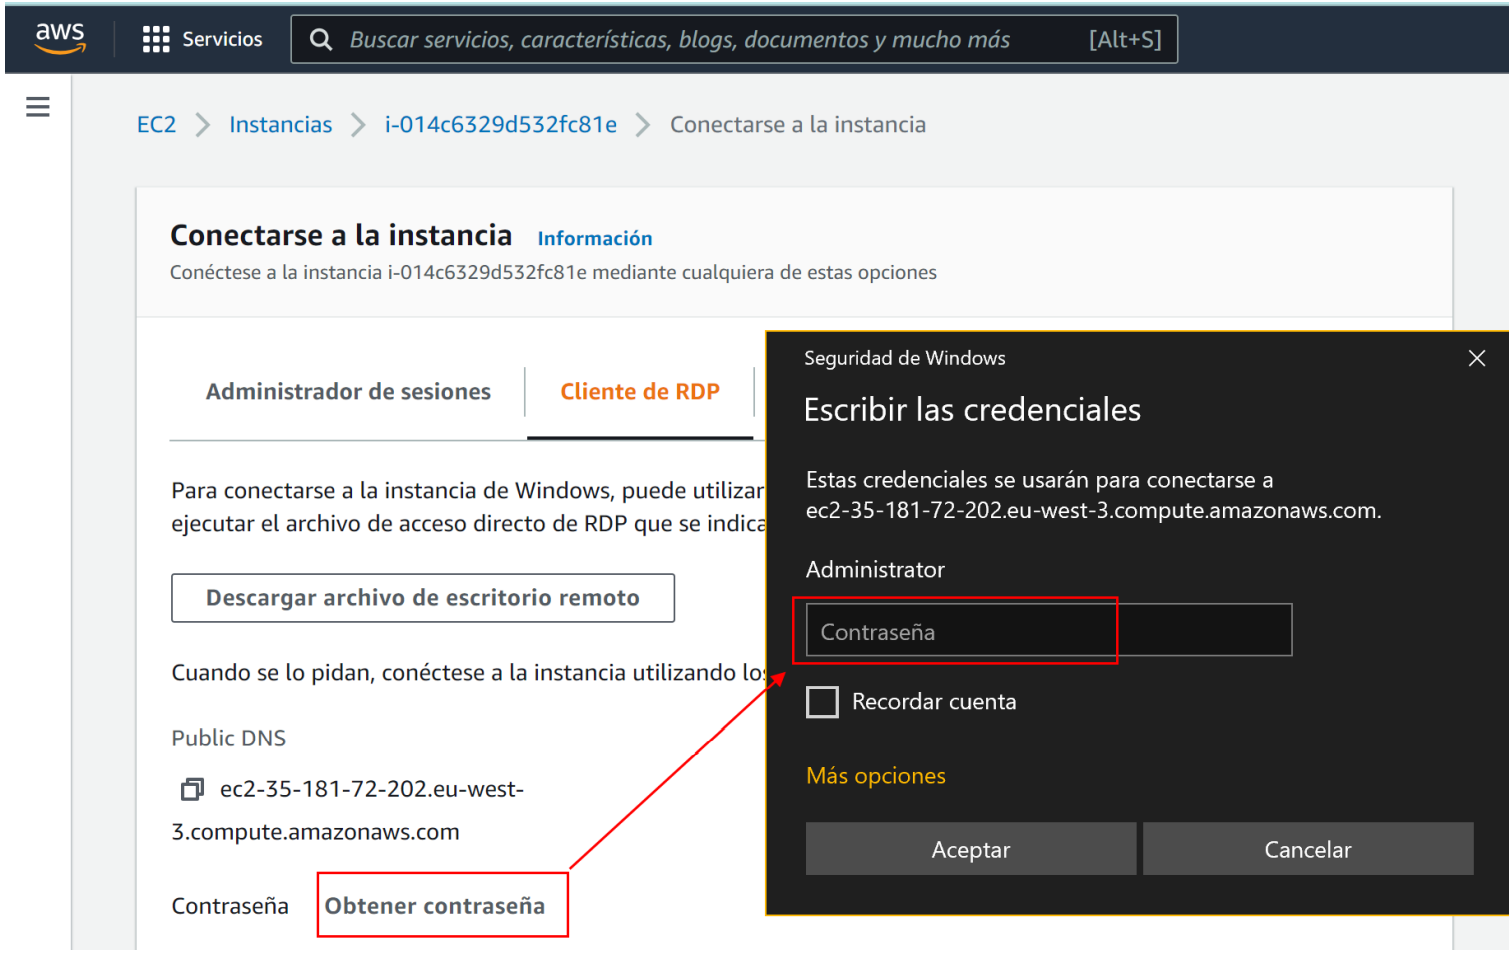 aws
Servicios
Buscar servicios, características, blogs, documentos y mucho más
[Alt+S]
EC2
Instancias
i-014c6329d532fc81e
Conectarse a la instancia
Conectarse a la instancia
Información
Conéctese a la instancia i-014c6329d532fc81e mediante cualquiera de estas opciones
Administrador de sesiones
Cliente de RDP
Para conectarse a la instancia de Windows, puede utilizar
ejecutar el archivo de acceso directo de RDP que se indica
Descargar archivo de escritorio remoto
Cuando se lo pidan, conéctese a la instancia utilizando los
Public DNS
ec2-35-181-72-202.eu-west-
3.compute.amazonaws.com
Contraseña
Obtener contraseña
Seguridad de Windows
Escribir las credenciales
Estas credenciales se usarán para conectarse a
ec2-35-181-72-202.eu-west-3.compute.amazonaws.com.
Administrator
Contraseña
Recordar cuenta
Más opciones
Aceptar
Cancelar